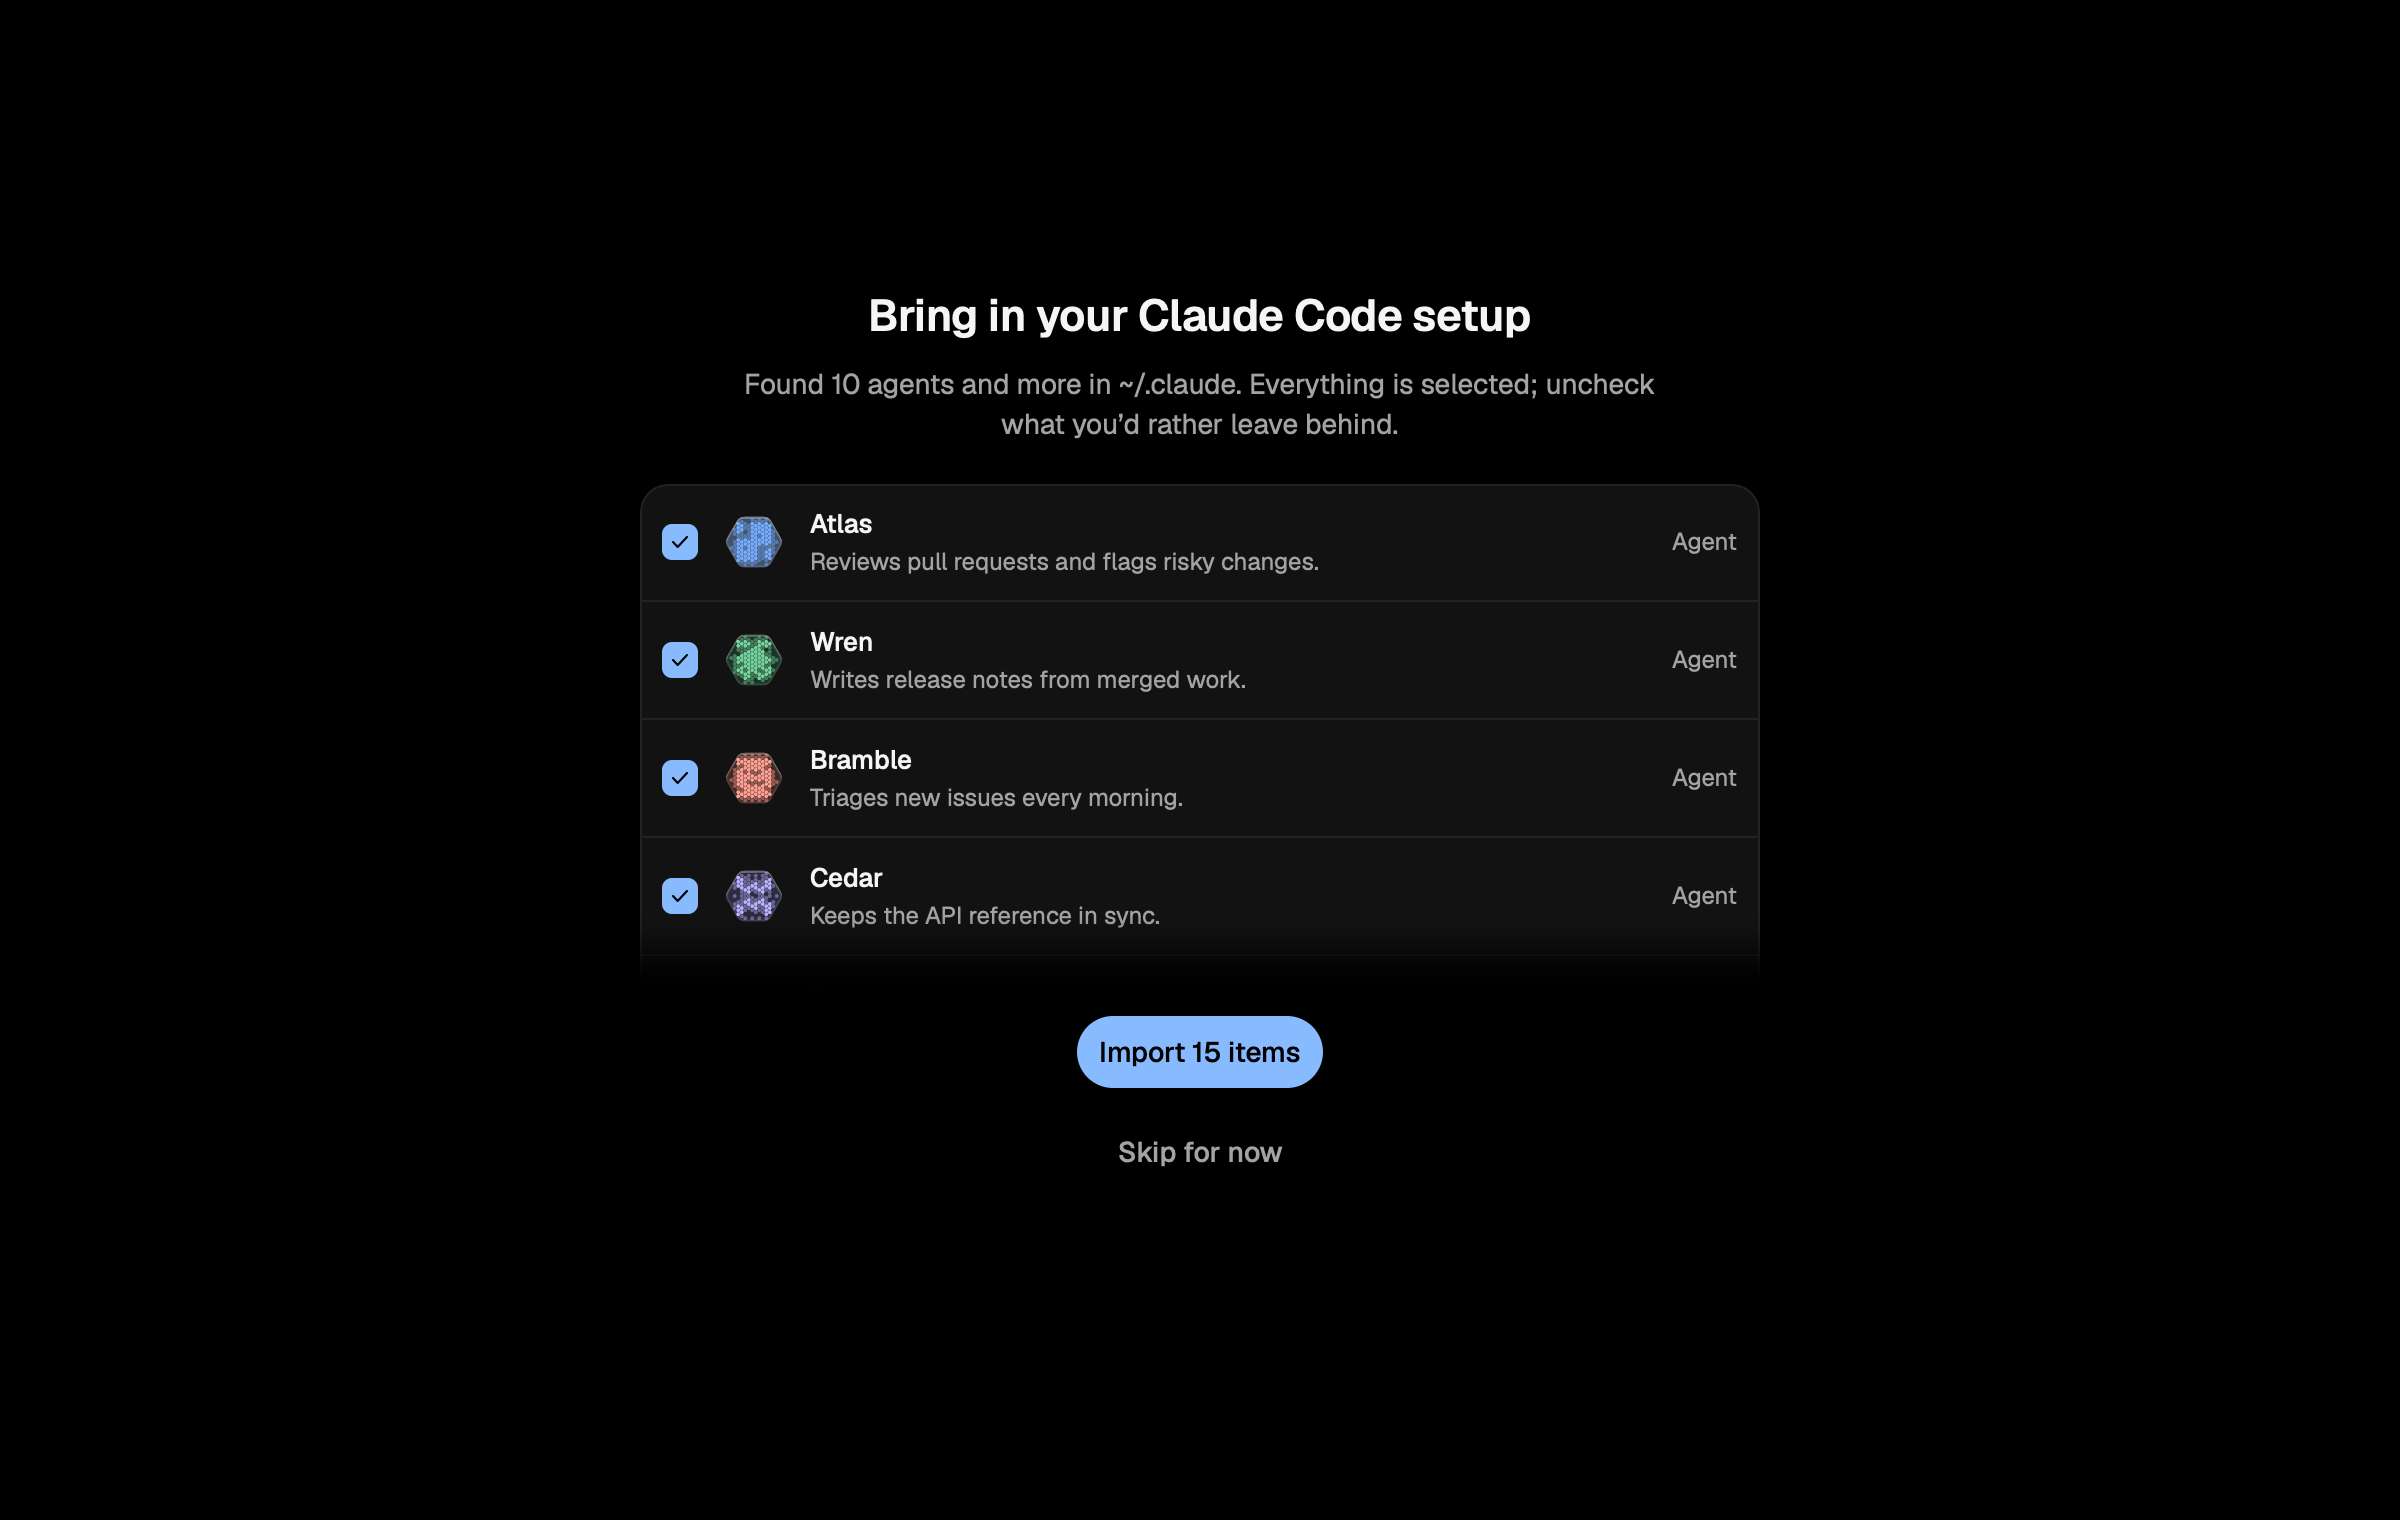 Bring in your Claude Code setup
Found 10 agents and more in ~/.claude. Everything is selected; uncheck
what you’d rather leave behind.
Atlas
Reviews pull requests and flags risky changes.
Agent
Wren
Writes release notes from merged work.
Agent
Bramble
Triages new issues every morning.
Agent
Cedar
Keeps the API reference in sync.
Agent
Import 15 items
Skip for now